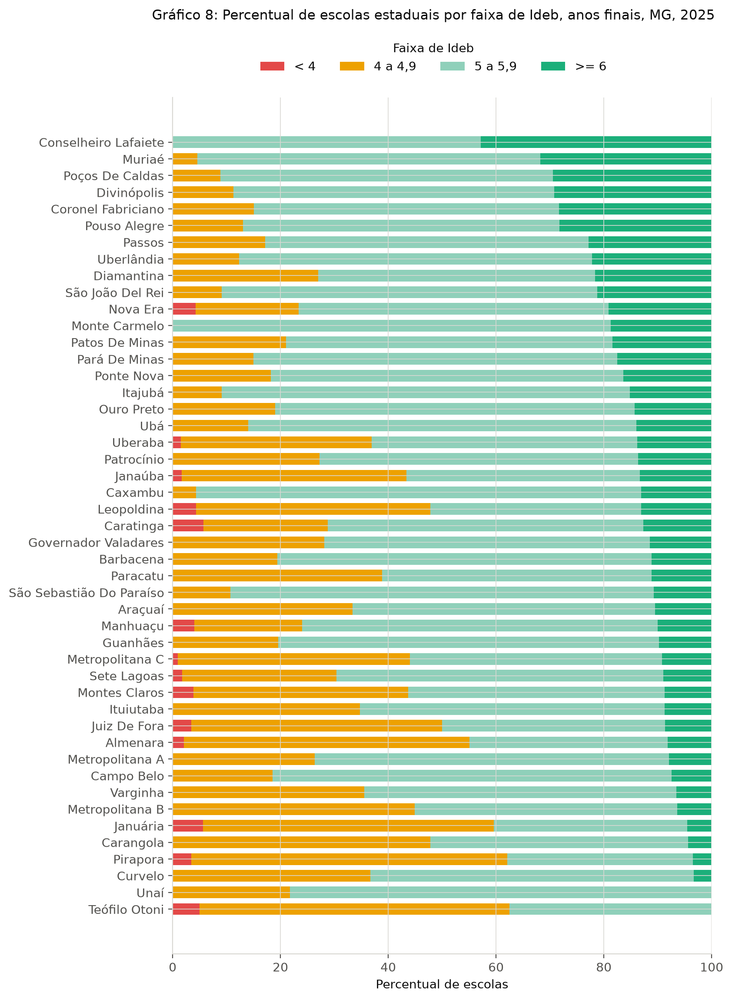 Gráfico 8: Percentual de escolas estaduais por faixa de Ideb, anos finais, MG, 2025
Faixa de Ideb
< 4 4 a 4,9 5 a 5,9 >= 6
Conselheiro Lafaiete
Muriaé
Poços De Caldas
Divinópolis
Coronel Fabriciano
Pouso Alegre
Passos
Uberlândia
Diamantina
São João Del Rei
Nova Era
Monte Carmelo
Patos De Minas
Pará De Minas
Ponte Nova
Itajubá
Ouro Preto
Ubá
Uberaba
Patrocínio
Janaúba
Caxambu
Leopoldina
Caratinga
Governador Valadares
Barbacena
Paracatu
São Sebastião Do Paraíso
Araçuaí
Manhuaçu
Guanhães
Metropolitana C
Sete Lagoas
Montes Claros
Ituiutaba
Juiz De Fora
Almenara
Metropolitana A
Campo Belo
Varginha
Metropolitana B
Januária
Carangola
Pirapora
Curvelo
Unaí
Teófilo Otoni
0 20 40 60 80 100
Percentual de escolas